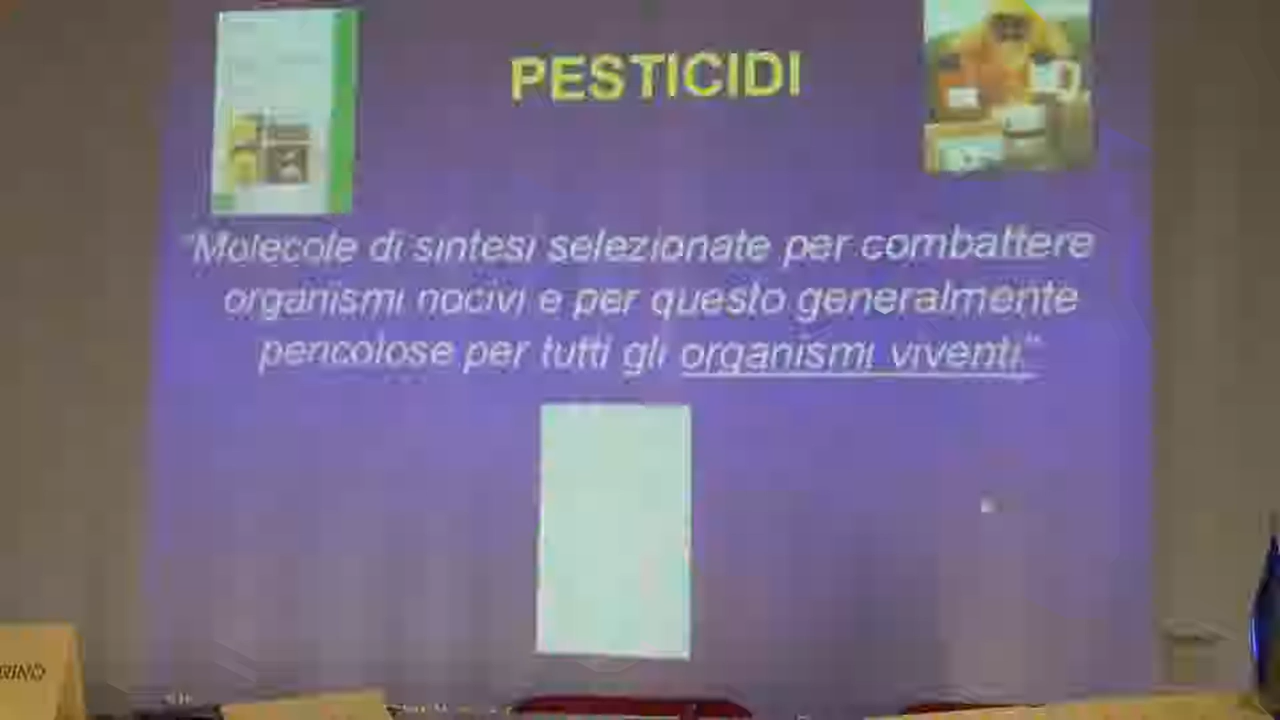 PESTICIDI
"Molecole di sintesi selezionate per combattere
organismi nocivi e per questo generalmente
pericolose per tutti gli organismi viventi."
RINO